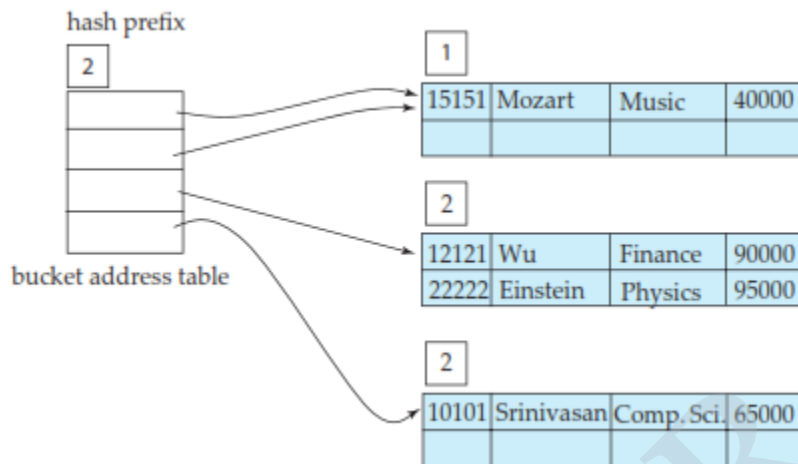 hash prefix
2
bucket address table
1
15151 Mozart Music 40000
2
12121 Wu Finance 90000
22222 Einstein Physics 95000
2
10101 Srinivasan Comp. Sci. 65000